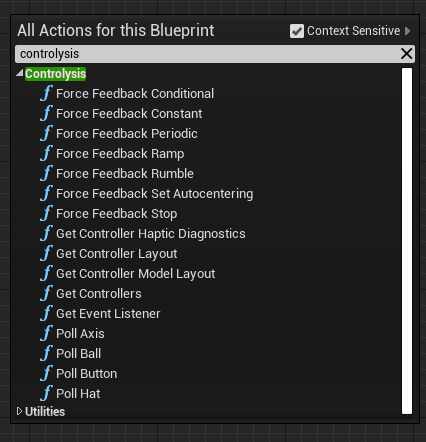 All Actions for this Blueprint
Context Sensitive
controlysis
Controlysis
Force Feedback Conditional
Force Feedback Constant
Force Feedback Periodic
Force Feedback Ramp
Force Feedback Rumble
Force Feedback Set Autocentering
Force Feedback Stop
Get Controller Haptic Diagnostics
Get Controller Layout
Get Controller Model Layout
Get Controllers
Get Event Listener
Poll Axis
Poll Ball
Poll Button
Poll Hat
Utilities